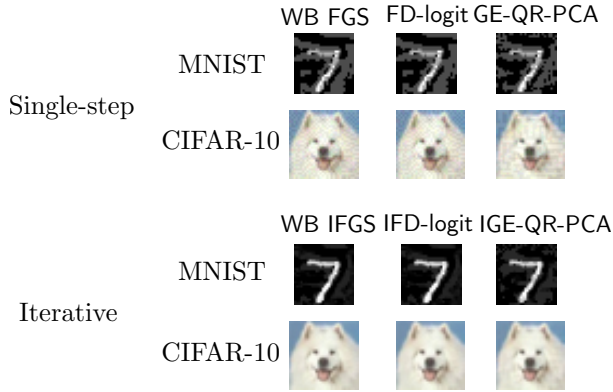 WB FGS FD-logit GE-QR-PCA
MNIST
Single-step
CIFAR-10
WB IFGS IFD-logit IGE-QR-PCA
MNIST
Iterative
CIFAR-10